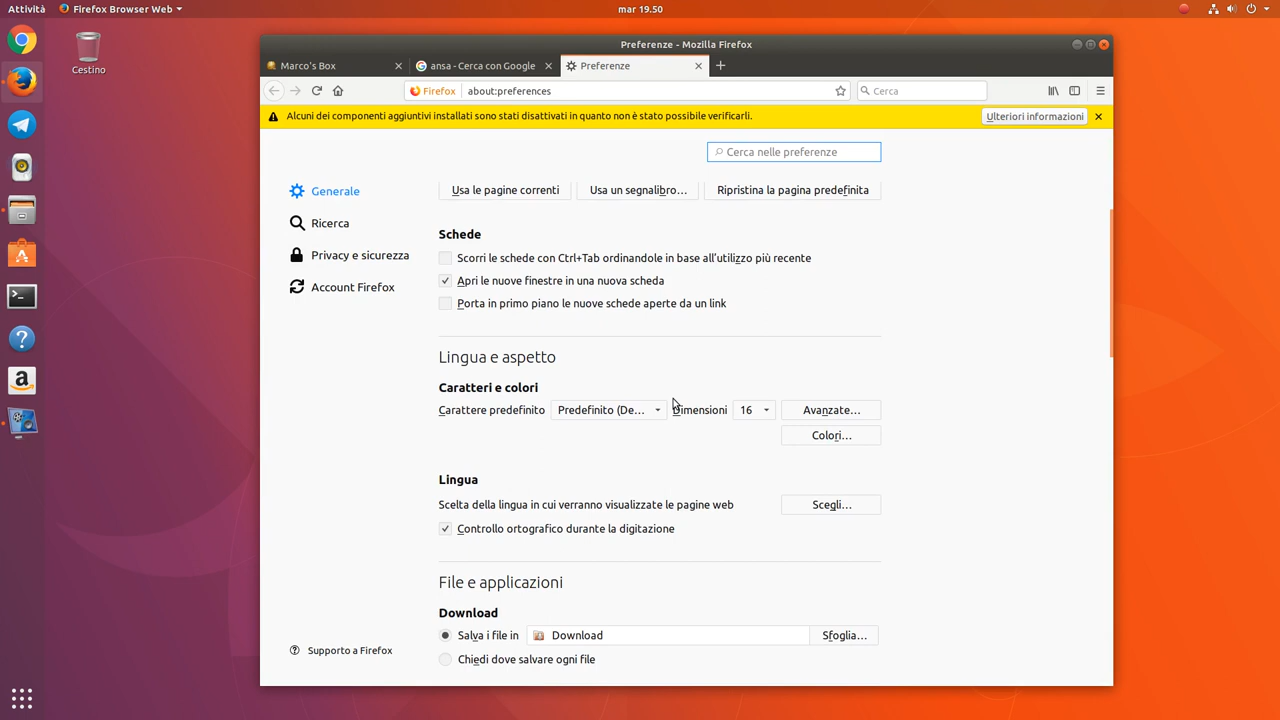 Attività
Firefox Browser Web
mar 19.50
Cestino
Preferenze - Mozilla Firefox
Marco's Box
ansa - Cerca con Google
Preferenze
Firefox
about:preferences
Cerca
Alcuni dei componenti aggiuntivi installati sono stati disattivati in quanto non è stato possibile verificarli.
Ulteriori informazioni
Cerca nelle preferenze
Generale
Ricerca
Privacy e sicurezza
Account Firefox
Usa le pagine correnti
Usa un segnalibro...
Ripristina la pagina predefinita
Schede
Scorri le schede con Ctrl+Tab ordinandole in base all'utilizzo più recente
Apri le nuove finestre in una nuova scheda
Porta in primo piano le nuove schede aperte da un link
Lingua e aspetto
Caratteri e colori
Carattere predefinito
Predefinito (De...
Dimensioni
16
Avanzate...
Colori...
Lingua
Scelta della lingua in cui verranno visualizzate le pagine web
Scegli...
Controllo ortografico durante la digitazione
File e applicazioni
Download
Salva i file in
Download
Sfoglia...
Chiedi dove salvare ogni file
Supporto a Firefox